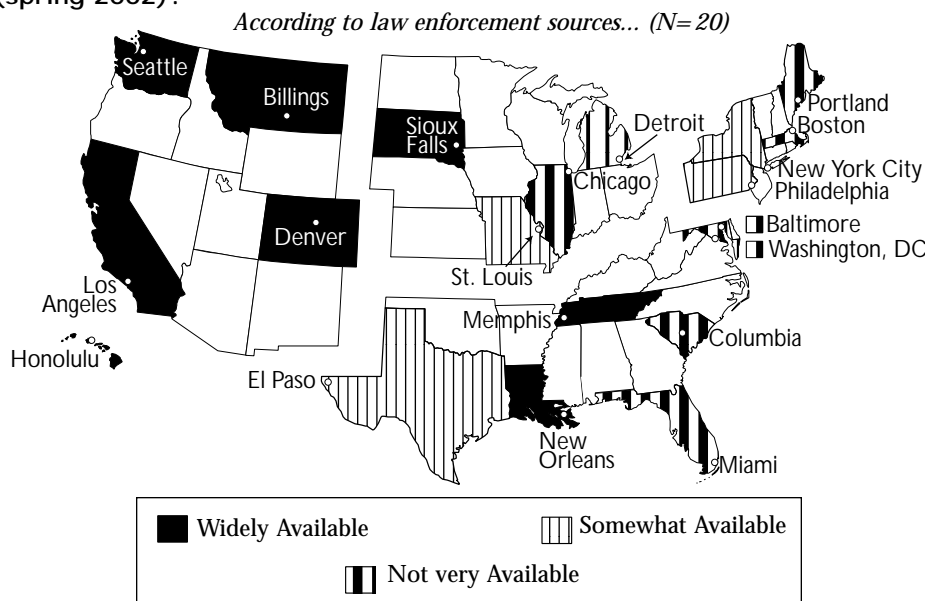 (spring 2002)?
According to law enforcement sources... (N=20)
Seattle
Billings
Sioux
Falls
Detroit
Portland
Boston
Chicago
New York City
Philadelphia
Denver
Baltimore
Washington, DC
St. Louis
Los
Angeles
Memphis
Columbia
Honolulu
El Paso
New
Orleans
Miami
Widely Available
Somewhat Available
Not very Available